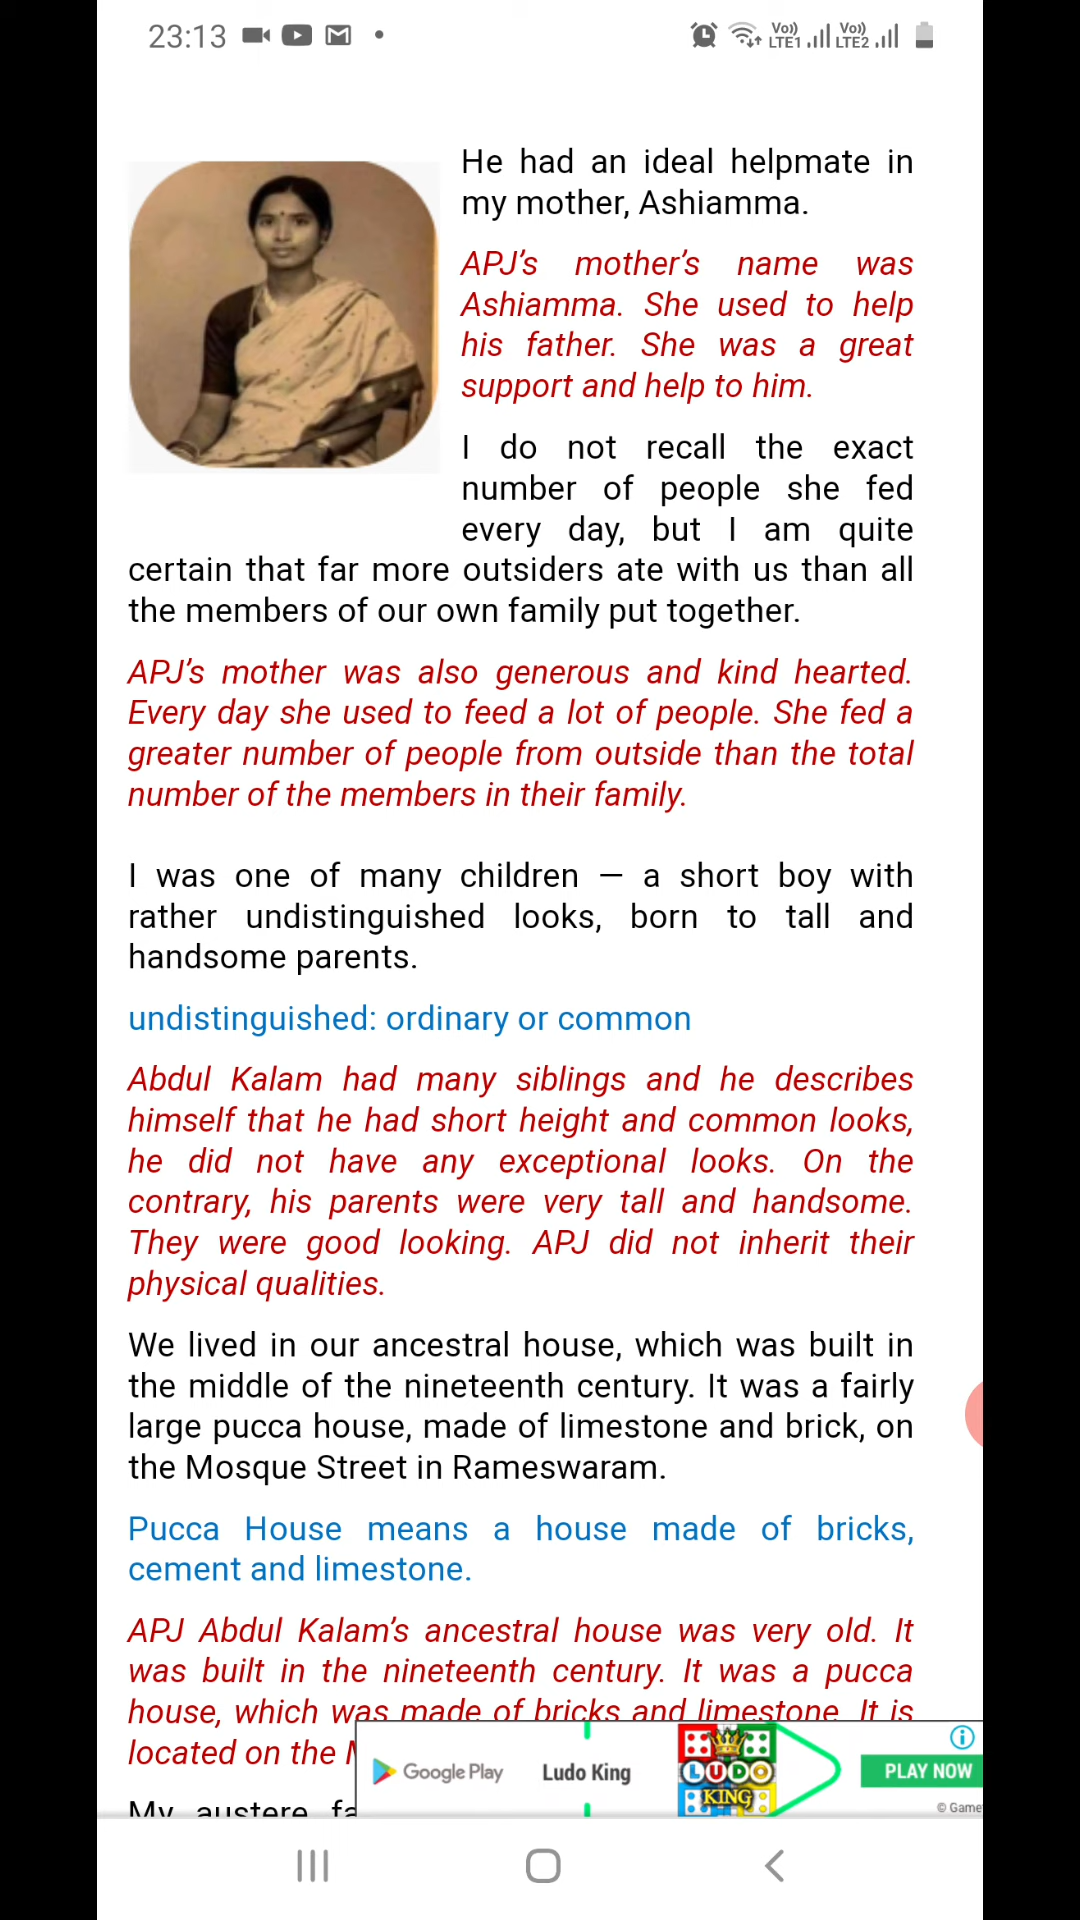 23:13
Vo)) LTE1 Vo)) LTE2
He had an ideal helpmate in
my mother, Ashiamma.
APJ’s mother’s name was
Ashiamma. She used to help
his father. She was a great
support and help to him.
I do not recall the exact
number of people she fed
every day, but I am quite
certain that far more outsiders ate with us than all
the members of our own family put together.
APJ’s mother was also generous and kind hearted.
Every day she used to feed a lot of people. She fed a
greater number of people from outside than the total
number of the members in their family.
I was one of many children — a short boy with
rather undistinguished looks, born to tall and
handsome parents.
undistinguished: ordinary or common
Abdul Kalam had many siblings and he describes
himself that he had short height and common looks,
he did not have any exceptional looks. On the
contrary, his parents were very tall and handsome.
They were good looking. APJ did not inherit their
physical qualities.
We lived in our ancestral house, which was built in
the middle of the nineteenth century. It was a fairly
large pucca house, made of limestone and brick, on
the Mosque Street in Rameswaram.
Pucca House means a house made of bricks,
cement and limestone.
APJ Abdul Kalam’s ancestral house was very old. It
was built in the nineteenth century. It was a pucca
house, which was made of bricks and limestone. It is
located on the
My austere fa
Google Play
Ludo King
LUDO
KING
PLAY NOW
© Game